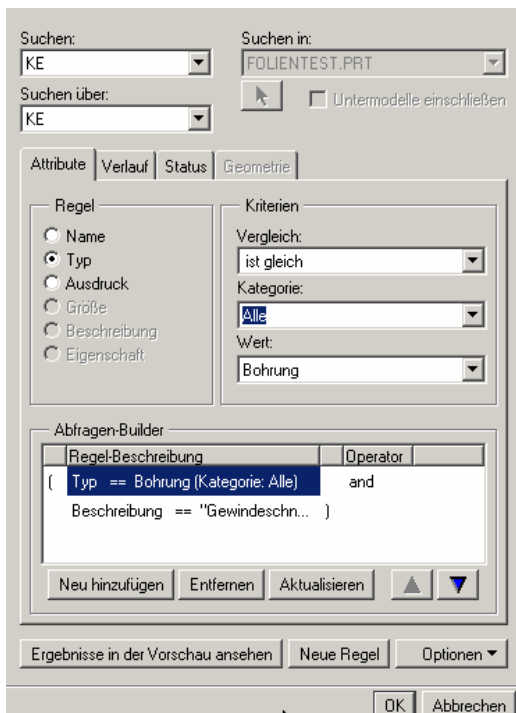 Suchen: Suchen in:
KE FOLIENTEST.PRT
Suchen über: Untermodelle einschließen
KE
Attribute Verlauf Status Geometrie
Regel Kriterien
Name Vergleich:
Typ ist gleich
Ausdruck Kategorie:
Größe Alle
Beschreibung Wert:
Eigenschaft Bohrung
Abfragen-Builder
Regel-Beschreibung Operator
( Typ == Bohrung (Kategorie: Alle) and
Beschreibung == "Gewindeschn... )
Neu hinzufügen Entfernen Aktualisieren
Ergebnisse in der Vorschau ansehen Neue Regel Optionen
OK Abbrechen